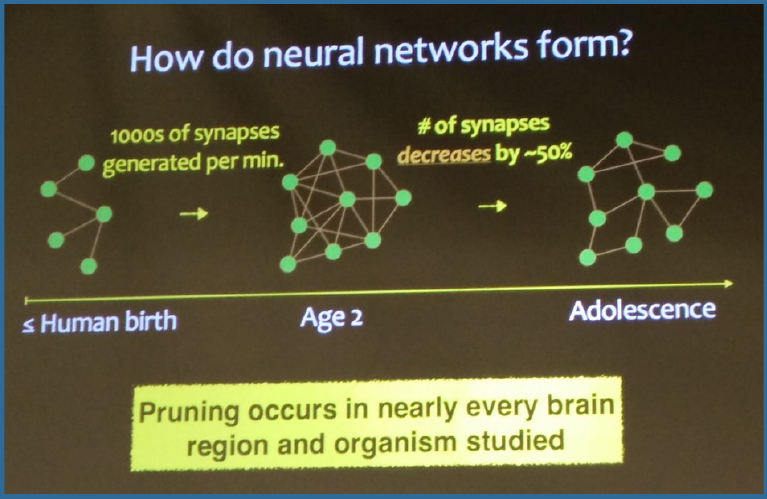 How do neural networks form?
1000s of synapses
generated per min.
# of synapses
decreases by ~50%
≤ Human birth
Age 2
Adolescence
Pruning occurs in nearly every brain
region and organism studied